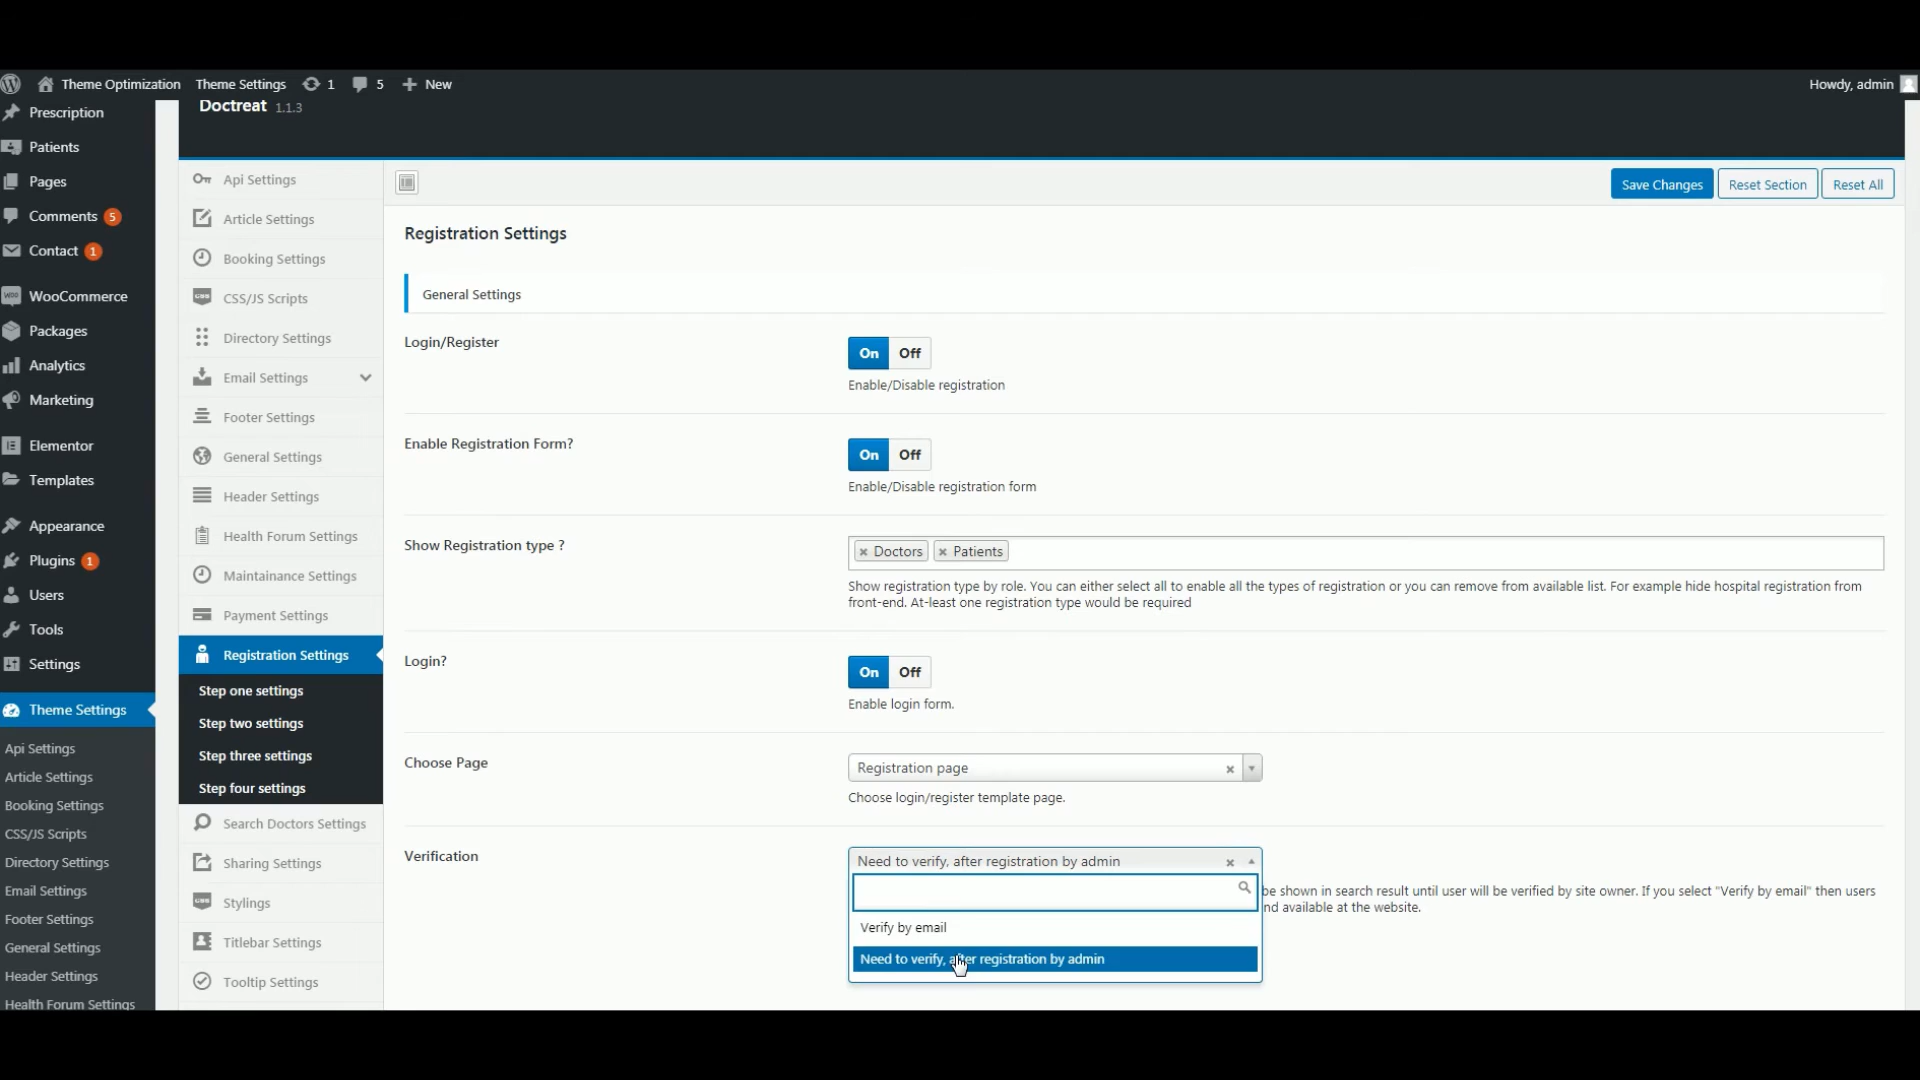 Theme Optimization Theme Settings 1 5 New
Howdy, admin
Doctreat 1.1.3
Prescription
Patients
Pages
Comments 5
Contact 1
WooCommerce
Packages
Analytics
Marketing
Elementor
Templates
Appearance
Plugins 1
Users
Tools
Settings
Theme Settings
Api Settings
Article Settings
Booking Settings
CSS/JS Scripts
Directory Settings
Email Settings
Footer Settings
General Settings
Header Settings
Health Forum Settings
Api Settings
Article Settings
Booking Settings
CSS/JS Scripts
Directory Settings
Email Settings
Footer Settings
General Settings
Header Settings
Health Forum Settings
Maintainance Settings
Payment Settings
Registration Settings
Step one settings
Step two settings
Step three settings
Step four settings
Search Doctors Settings
Sharing Settings
Stylings
Titlebar Settings
Tooltip Settings
Save Changes Reset Section Reset All
Registration Settings
General Settings
Login/Register
On Off
Enable/Disable registration
Enable Registration Form?
On Off
Enable/Disable registration form
Show Registration type ?
× Doctors × Patients
Show registration type by role. You can either select all to enable all the types of registration or you can remove from available list. For example hide hospital registration from
front-end. At-least one registration type would be required
Login?
On Off
Enable login form.
Choose Page
Registration page ×
Choose login/register template page.
Verification
Need to verify, after registration by admin ×
be shown in search result until user will be verified by site owner. If you select "Verify by email" then users
nd available at the website.
Verify by email
Need to verify, after registration by admin